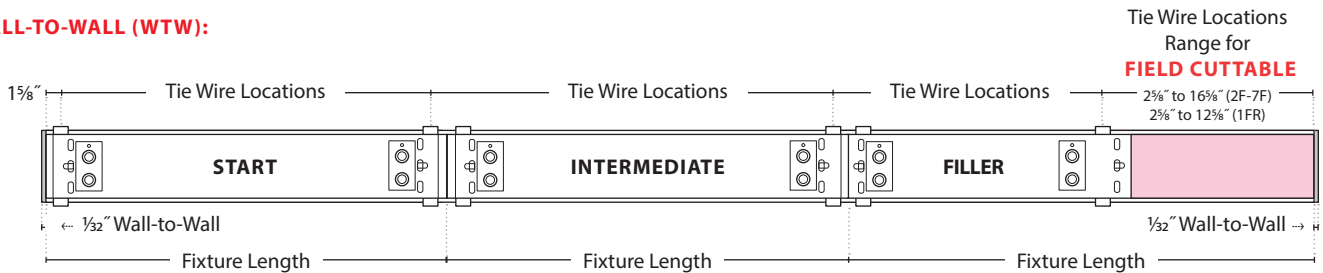 ALL-TO-WALL (WTW):
Tie Wire Locations
Range for
FIELD CUTTABLE
1⅝˝
Tie Wire Locations
Tie Wire Locations
Tie Wire Locations
2⅝˝ to 16⅝˝ (2F-7F)
2⅝˝ to 12⅝˝ (1FR)
START
INTERMEDIATE
FILLER
← 1/32˝ Wall-to-Wall
1/32˝ Wall-to-Wall →
Fixture Length
Fixture Length
Fixture Length